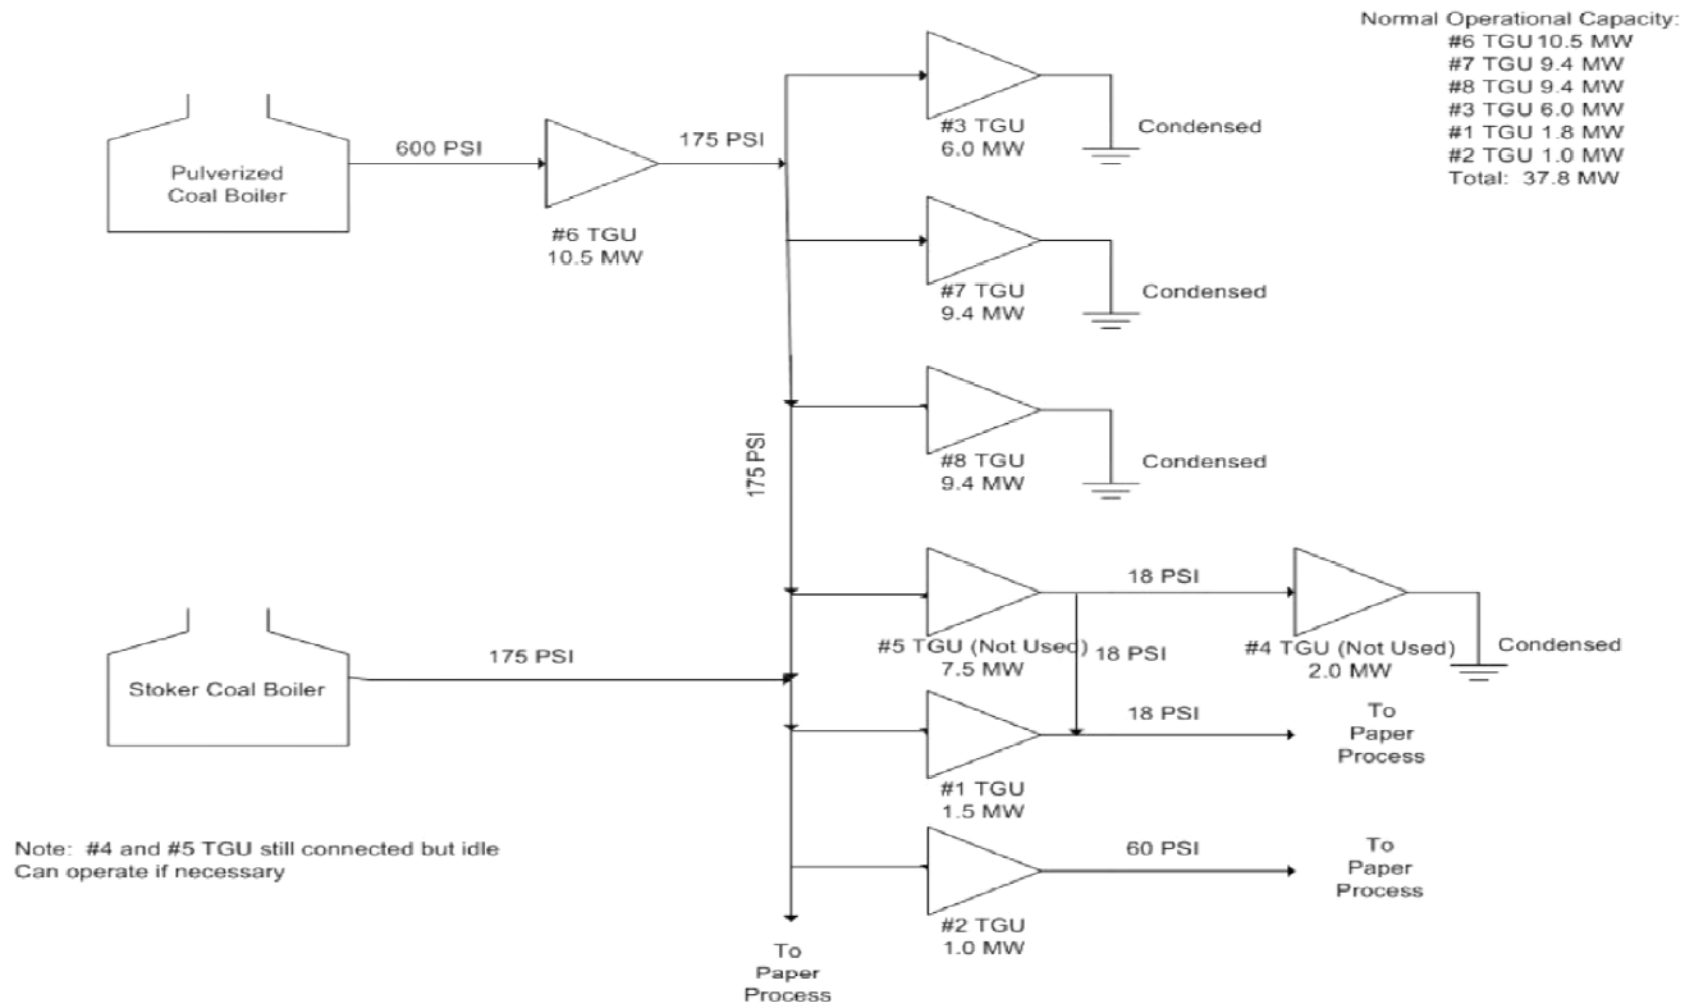 Normal Operational Capacity:
#6 TGU 10.5 MW
#7 TGU 9.4 MW
#8 TGU 9.4 MW
#3 TGU 6.0 MW
#1 TGU 1.8 MW
#2 TGU 1.0 MW
Total: 37.8 MW
Pulverized
Coal Boiler
600 PSI
#6 TGU
10.5 MW
175 PSI
#3 TGU
6.0 MW
Condensed
#7 TGU
9.4 MW
Condensed
175 PSI
#8 TGU
9.4 MW
Condensed
#5 TGU (Not Used)
7.5 MW
18 PSI
18 PSI
#4 TGU (Not Used)
2.0 MW
Condensed
Stoker Coal Boiler
175 PSI
#1 TGU
1.5 MW
18 PSI
To
Paper
Process
#2 TGU
1.0 MW
60 PSI
To
Paper
Process
To
Paper
Process
Note: #4 and #5 TGU still connected but idle
Can operate if necessary